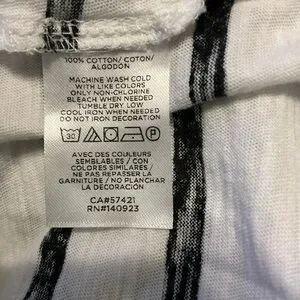 100% COTTON/ COTON/
ALGODON
MACHINE WASH COLD
WITH LIKE COLORS
ONLY NON-CHLORINE
BLEACH WHEN NEEDED
TUMBLE DRY LOW
COOL IRON WHEN NEEDED
DO NOT IRON DECORATION
30 P
AVEC DES COULEURS
SEMBLABLES / CON
COLORES SIMILARES /
NE PAS REPASSER LA
GARNITURE / NO PLANCHAR
LA DECORACIÓN
CA#57421
RN#140923